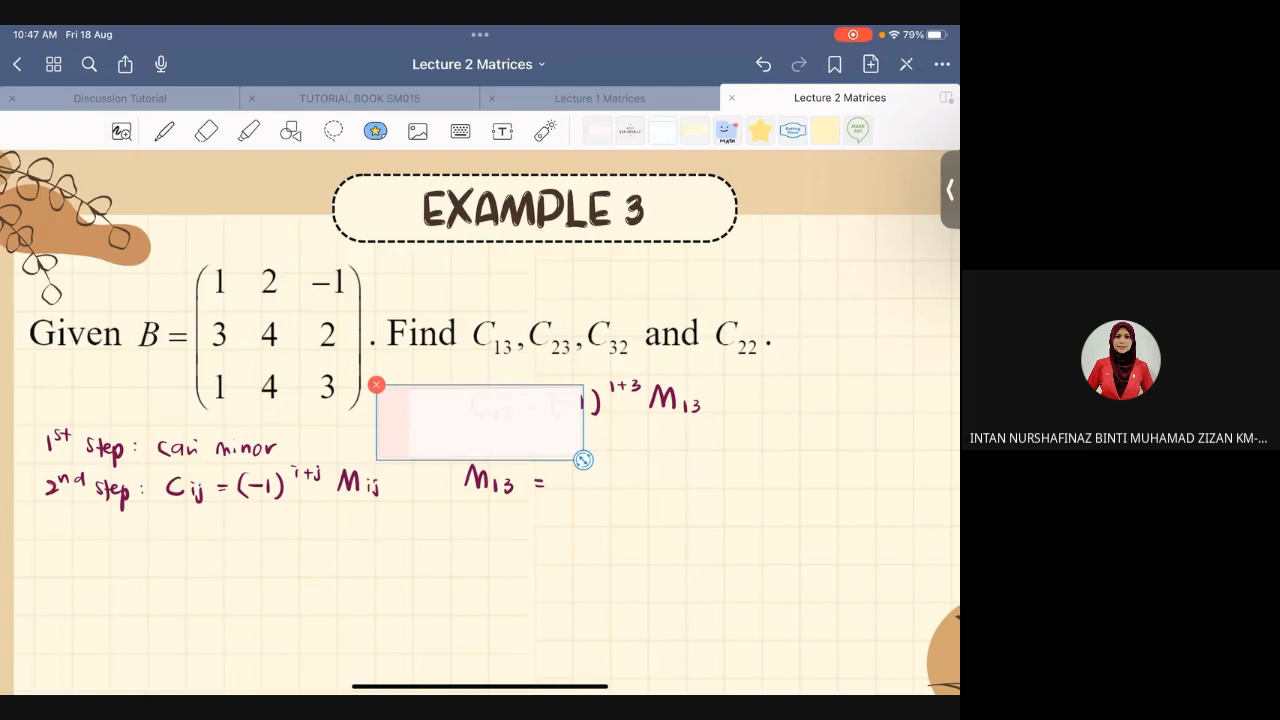 10:47 AM Fri 18 Aug
79%
Lecture 2 Matrices
Discussion Tutorial
TUTORIAL BOOK SM015
Lecture 1 Matrices
Lecture 2 Matrices
T
MATH
EXAMPLE 3
Given B = ( 1 2 −1
3 4 2
1 4 3 ). Find C₁₃, C₂₃, C₃₂ and C₂₂.
)¹⁺³ M₁₃
1st step: cari minor
2nd step: Cij = (−1)^i+j Mij
M₁₃ =
INTAN NURSHAFINAZ BINTI MUHAMAD ZIZAN KM-...